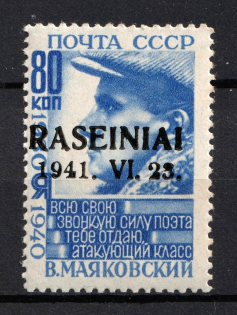 ПОЧТА СССР
80
КОП
RASEINIAI
1941. VI. 23.
1940
ВСЮ СВОЮ
ЗВОНКУЮ СИЛУ ПОЭТА
ТЕБЕ ОТДАЮ,
АТАКУЮЩИЙ КЛАСС
В.МАЯКОВСКИЙ